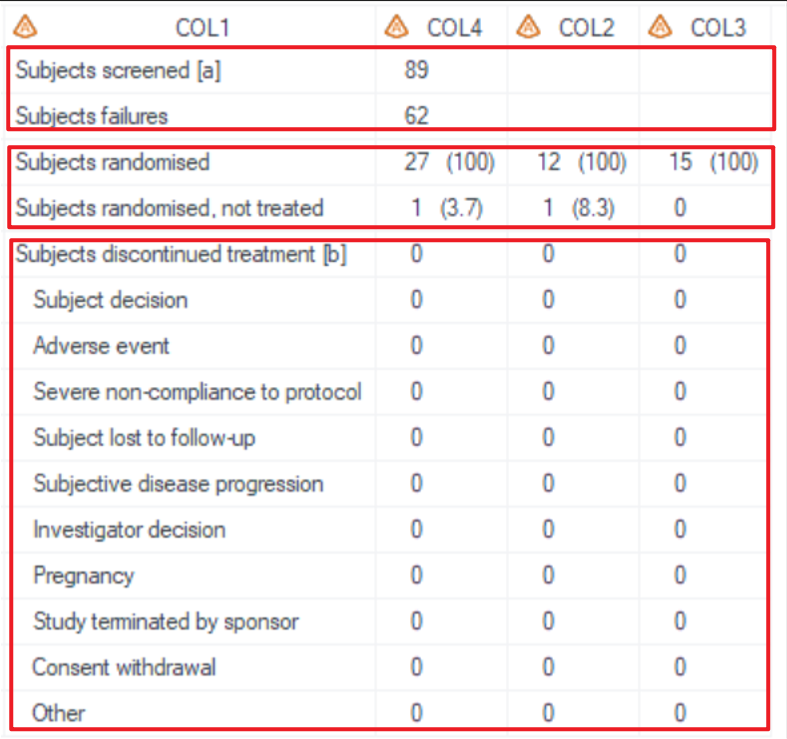 COL1 COL4 COL2 COL3
Subjects screened [a] 89
Subjects failures 62
Subjects randomised 27 (100) 12 (100) 15 (100)
Subjects randomised, not treated 1 (3.7) 1 (8.3) 0
Subjects discontinued treatment [b] 0 0 0
Subject decision 0 0 0
Adverse event 0 0 0
Severe non-compliance to protocol 0 0 0
Subject lost to follow-up 0 0 0
Subjective disease progression 0 0 0
Investigator decision 0 0 0
Pregnancy 0 0 0
Study terminated by sponsor 0 0 0
Consent withdrawal 0 0 0
Other 0 0 0